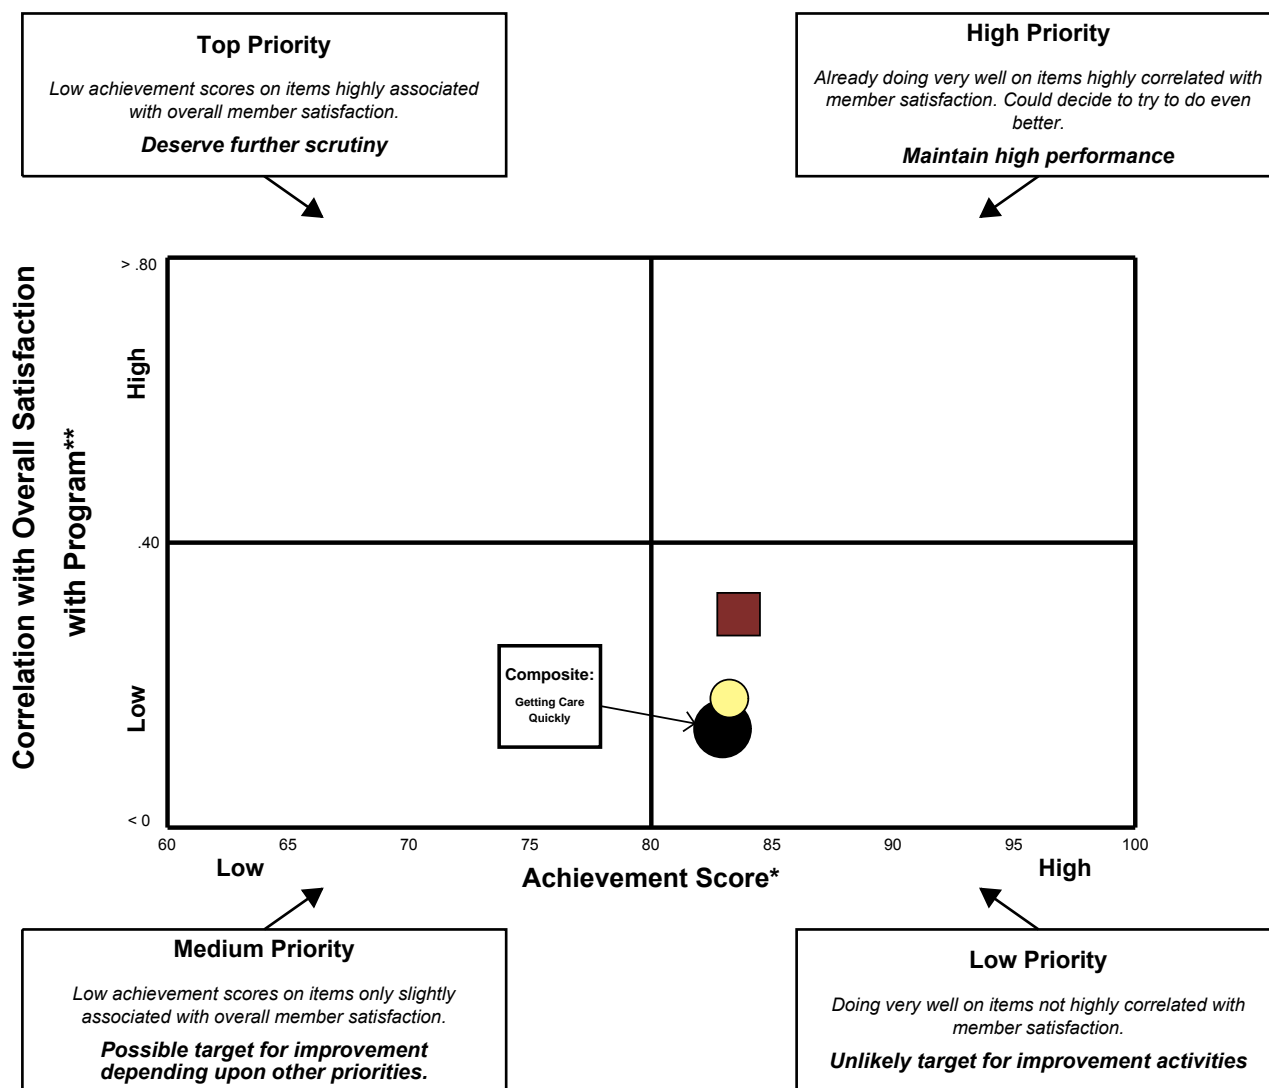 Top Priority
Low achievement scores on items highly associated
with overall member satisfaction.
Deserve further scrutiny
High Priority
Already doing very well on items highly correlated with
member satisfaction. Could decide to try to do even
better.
Maintain high performance
Correlation with Overall Satisfaction
with Program**
> .80
High
.40
Low
< 0
Composite:
Getting Care
Quickly
60 65 70 75 80 85 90 95 100
Low
Achievement Score*
High
Medium Priority
Low achievement scores on items only slightly
associated with overall member satisfaction.
Possible target for improvement
depending upon other priorities.
Low Priority
Doing very well on items not highly correlated with
member satisfaction.
Unlikely target for improvement activities